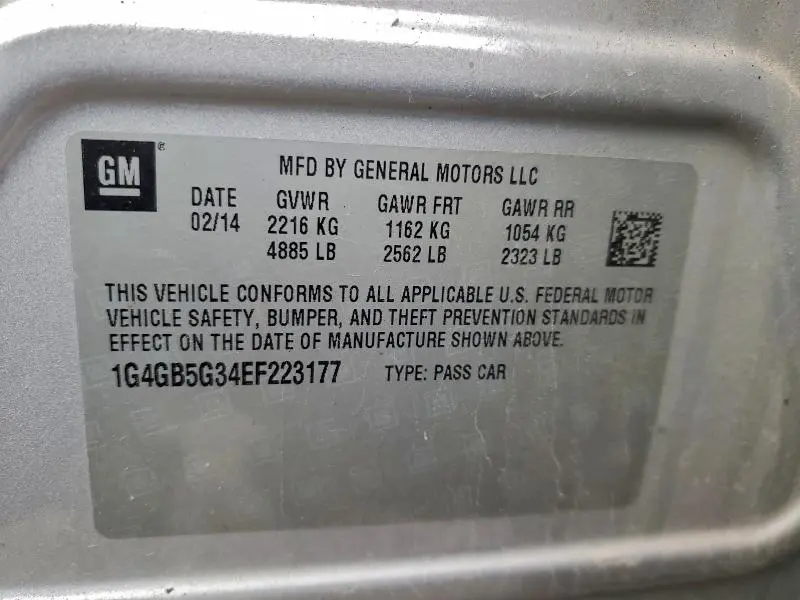 GM ®
MFD BY GENERAL MOTORS LLC
DATE GVWR GAWR FRT GAWR RR
02/14 2216 KG 1162 KG 1054 KG
4885 LB 2562 LB 2323 LB
THIS VEHICLE CONFORMS TO ALL APPLICABLE U.S. FEDERAL MOTOR
VEHICLE SAFETY, BUMPER, AND THEFT PREVENTION STANDARDS IN
EFFECT ON THE DATE OF MANUFACTURE SHOWN ABOVE.
1G4GB5G34EF223177 TYPE: PASS CAR